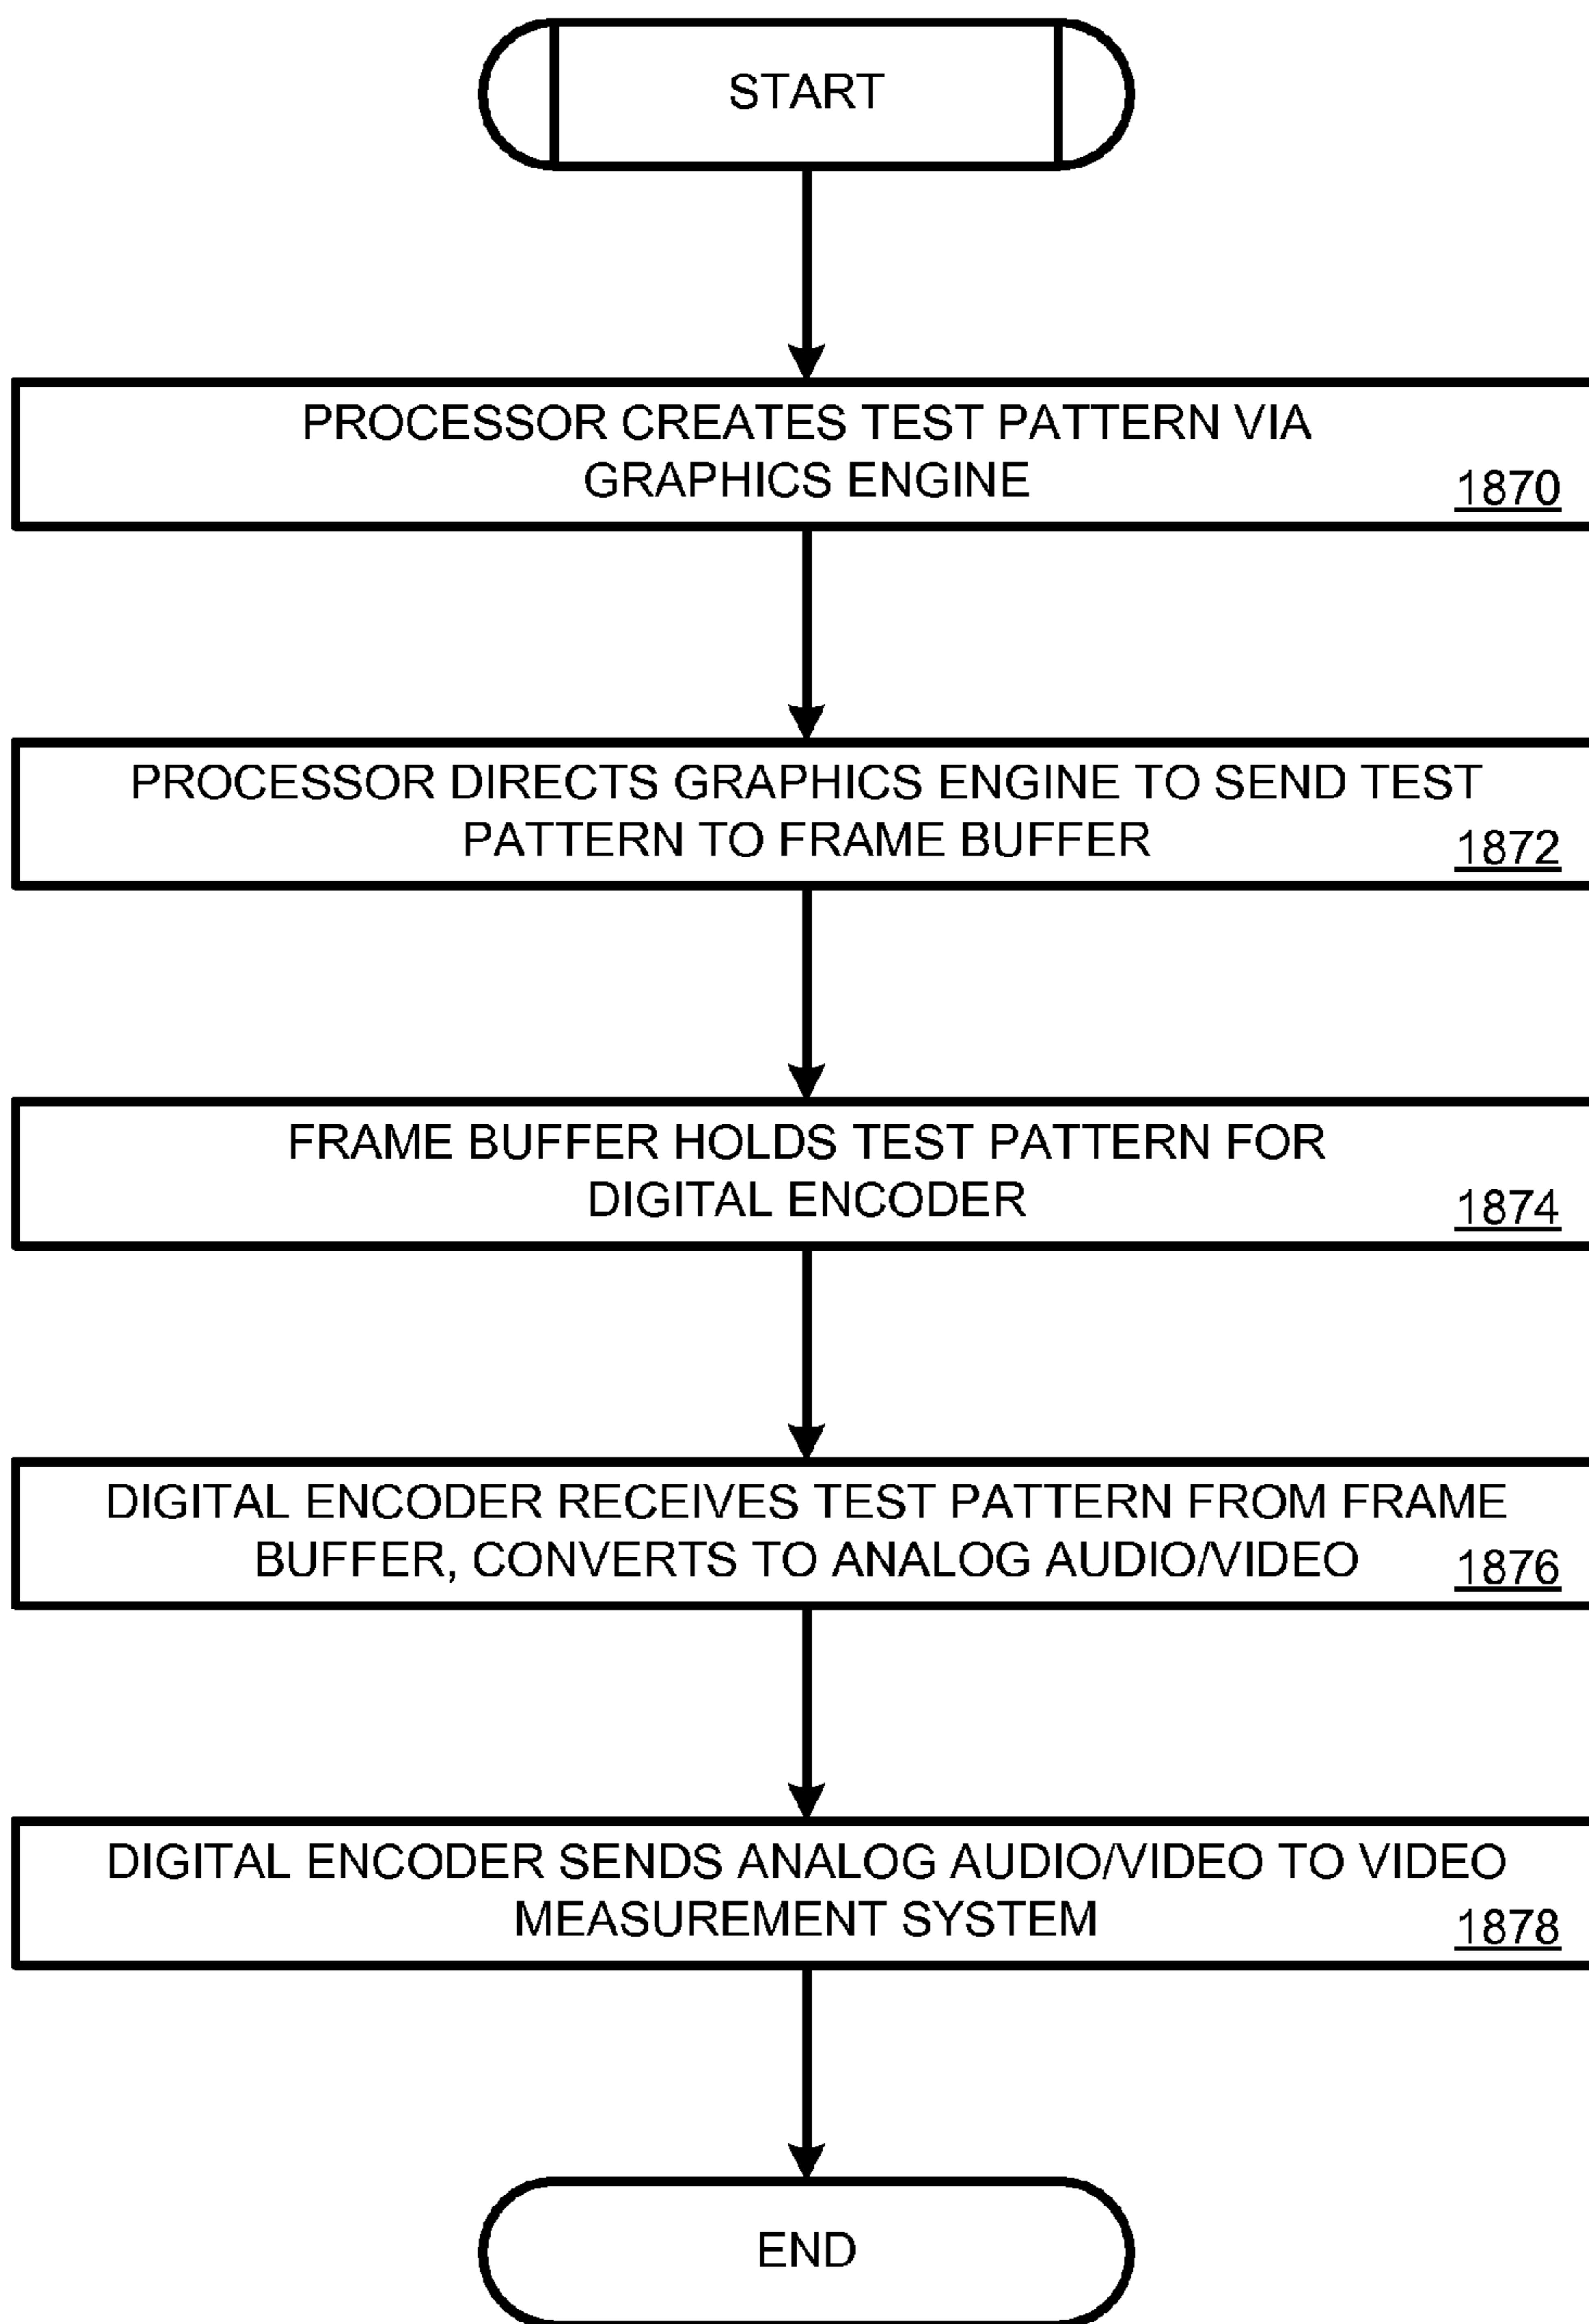 START
PROCESSOR CREATES TEST PATTERN VIA
GRAPHICS ENGINE
1870
PROCESSOR DIRECTS GRAPHICS ENGINE TO SEND TEST
PATTERN TO FRAME BUFFER
1872
FRAME BUFFER HOLDS TEST PATTERN FOR
DIGITAL ENCODER
1874
DIGITAL ENCODER RECEIVES TEST PATTERN FROM FRAME
BUFFER, CONVERTS TO ANALOG AUDIO/VIDEO
1876
DIGITAL ENCODER SENDS ANALOG AUDIO/VIDEO TO VIDEO
MEASUREMENT SYSTEM
1878
END